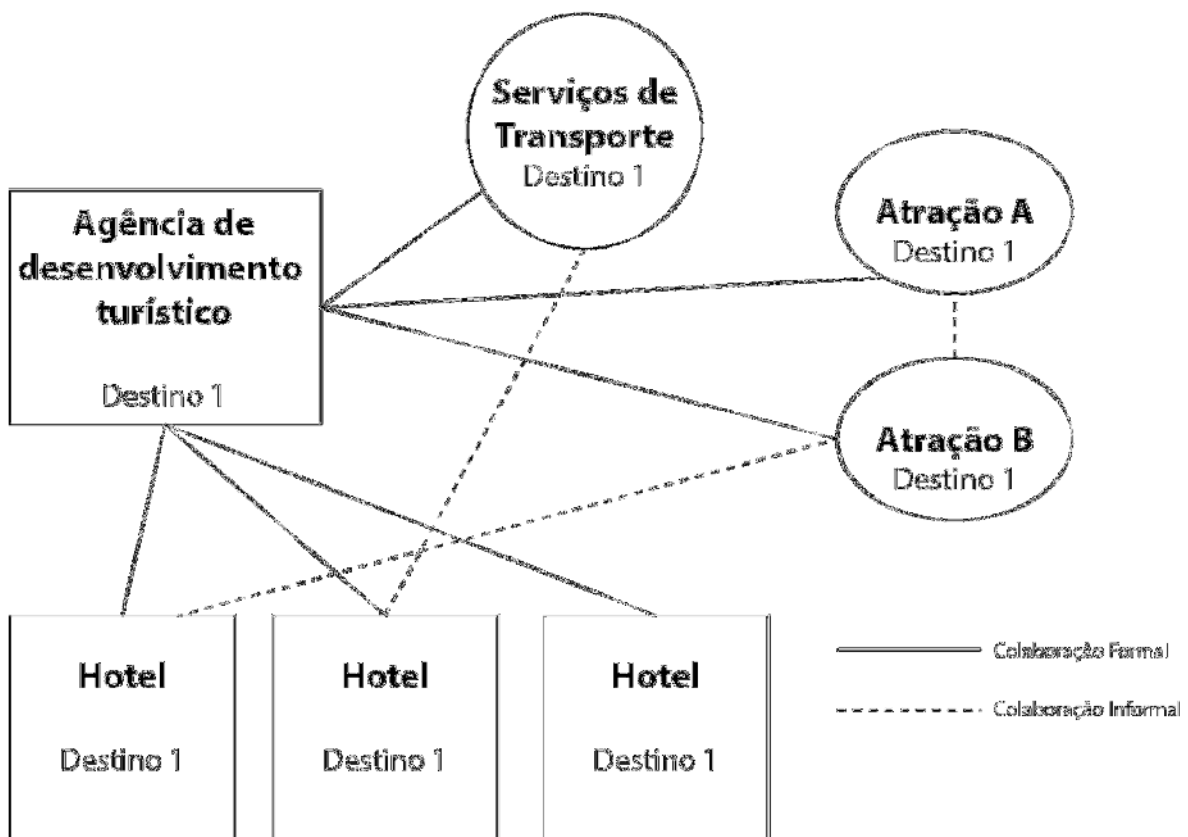 Serviços de
Transporte
Destino 1
Agência de
desenvolvimento
turístico
Destino 1
Atração A
Destino 1
Atração B
Destino 1
Hotel
Destino 1
Hotel
Destino 1
Hotel
Destino 1
Colaboração Formal
Colaboração Informal